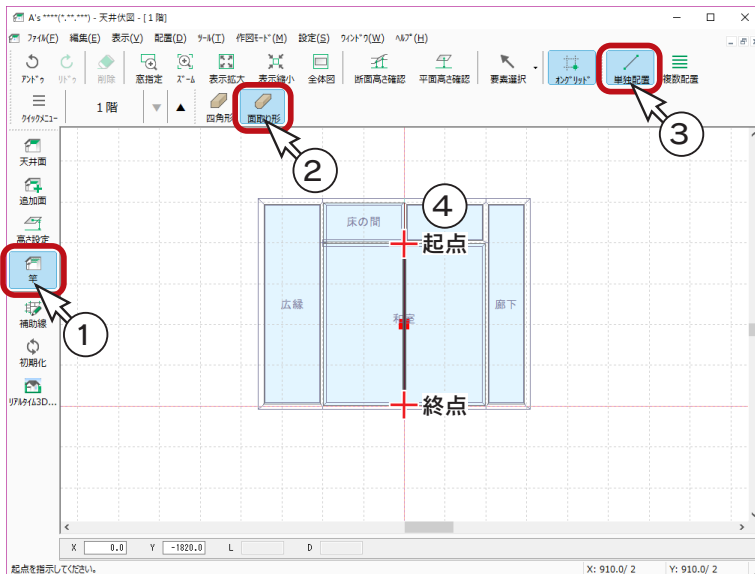 A's ****(*.**.***) - 天井伏図 - [1 階]
ファイル(F) 編集(E) 表示(V) 配置(D) ツール(T) 作図モード(M) 設定(S) ウィンドウ(W) ヘルプ(H)
アンドゥ リドゥ 削除 窓指定 ズーム 表示拡大 表示縮小 全体図 断面高さ確認 平面高さ確認 要素選択 オングリッド 単独配置 複数配置
クイックメニュー 1 階 四角形 面取り形
③
②
天井面
追加面
高さ設定
竿
補助線
初期化
リアルタイム3D...
①
④
床の間
起点
広縁
和室
廊下
終点
X 0.0 Y -1820.0 L D
起点を指示してください。 X: 910.0/ 2 Y: 910.0/ 2